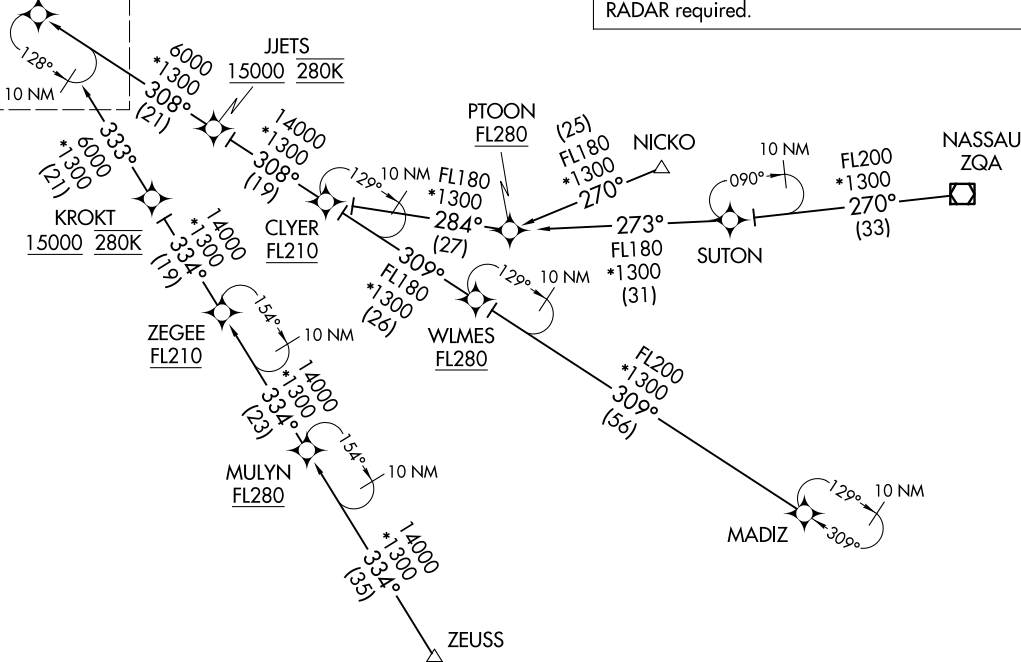 RADAR required.
128°
10 NM
6000
*1300
308°
(21)
JJETS
15000 280K
333°
6000
*1300
(21)
KROKT
15000 280K
14000
*1300
308°
(19)
129°
10 NM
CLYER
FL210
PTOON
FL280
FL180
*1300
284°
(27)
(25)
FL180
*1300
270°
NICKO
10 NM
090°
SUTON
273°
FL180
*1300
(31)
FL200
*1300
270°
(33)
NASSAU
ZQA
14000
*1300
334°
(19)
309°
FL180
*1300
(26)
129°
10 NM
WLMES
FL280
ZEGEE
FL210
154°
10 NM
14000
*1300
334°
(23)
FL200
*1300
309°
(56)
MULYN
FL280
154°
10 NM
MADIZ
129°
10 NM
309°
14000
*1300
334°
(35)
ZEUSS